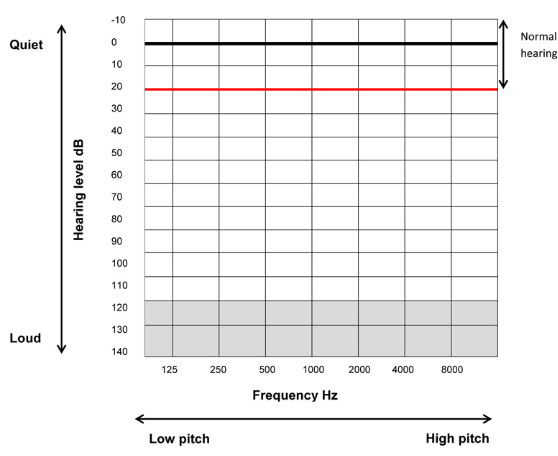 -10
Quiet
0
Normal
hearing
10
20
30
40
50
60
70
80
90
100
110
120
130
140
Hearing level dB
Loud
125 250 500 1000 2000 4000 8000
Frequency Hz
Low pitch High pitch